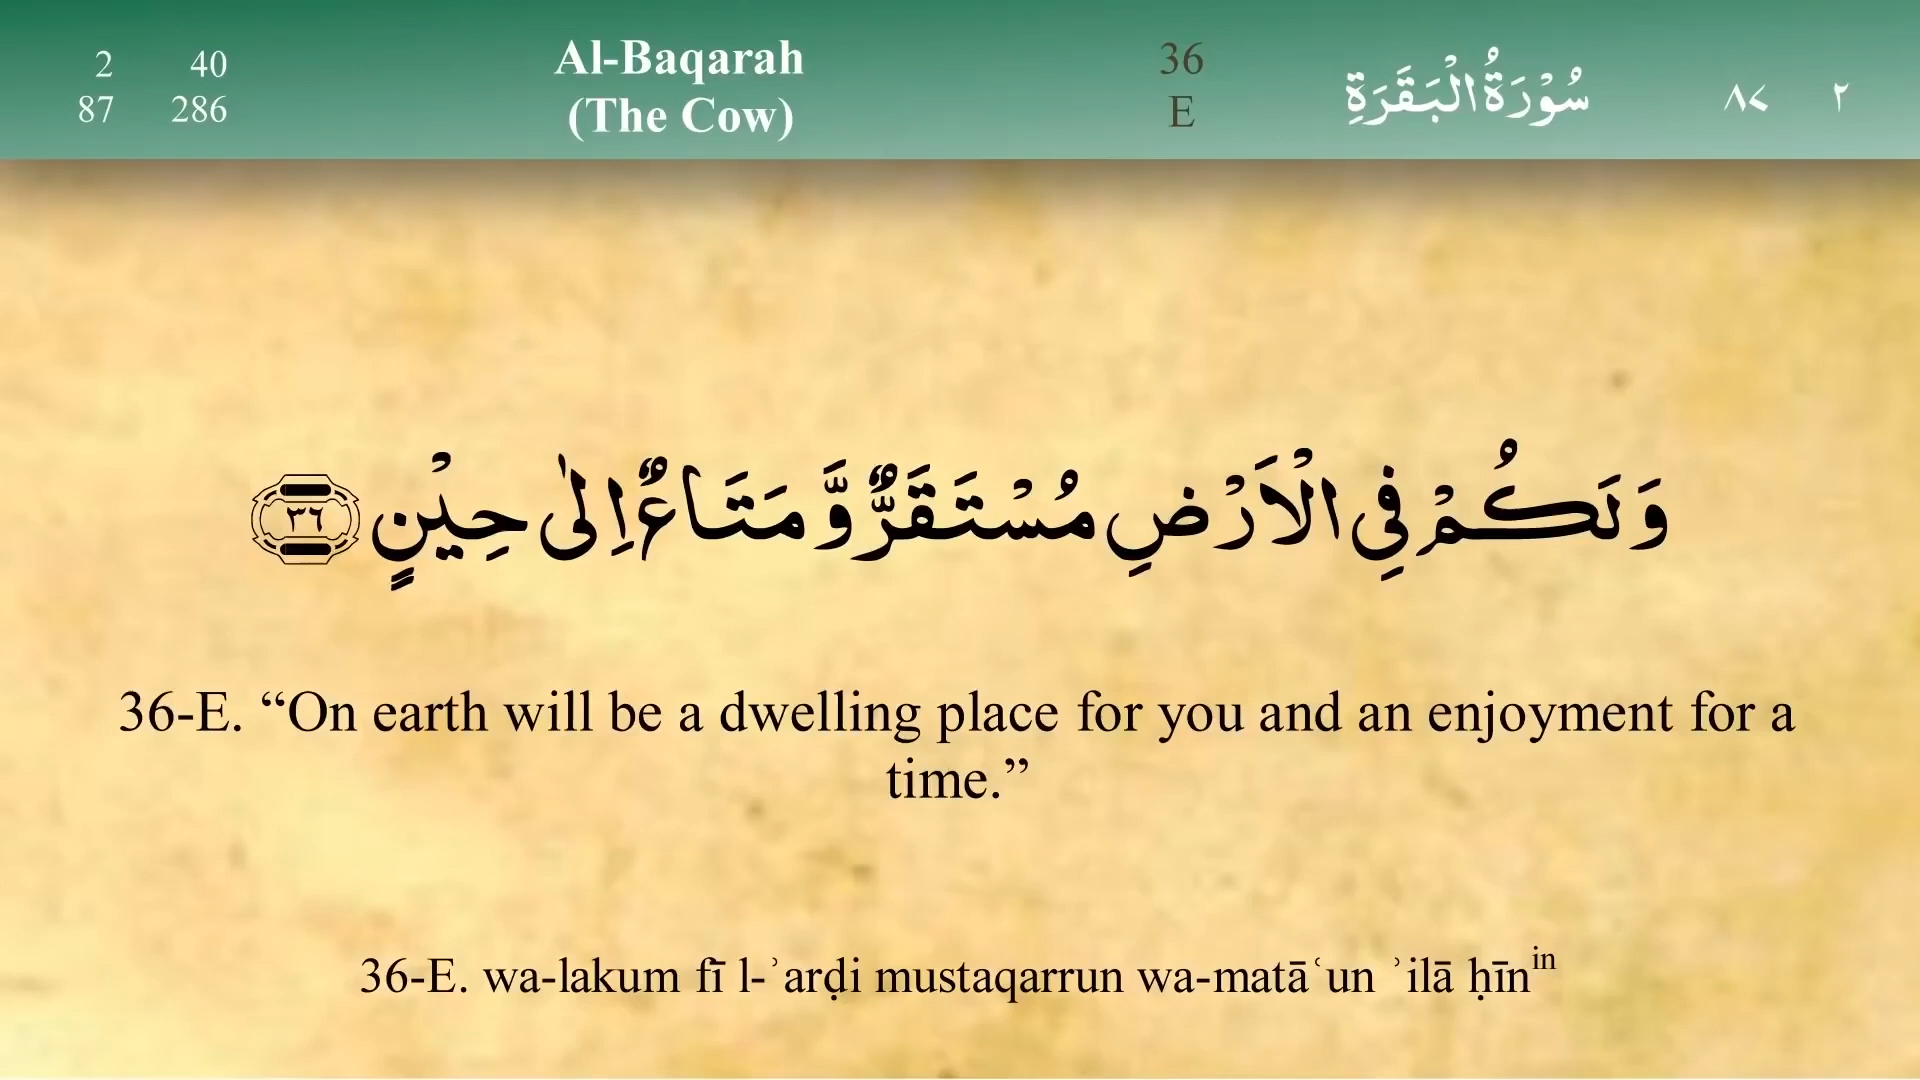 2 40
87 286
Al-Baqarah
(The Cow)
36
E
سُوْرَةُ الْبَقَرَةِ
٢ ٨٧
وَلَكُمْ فِي الْاَرْضِ مُسْتَقَرٌّ وَّ مَتَاعٌ اِلٰى حِيْنٍ ٣٦
36-E. “On earth will be a dwelling place for you and an enjoyment for a
time.”
36-E. wa-lakum fī l-ʾarḍi mustaqarrun wa-matāʿun ʾilā ḥīnin